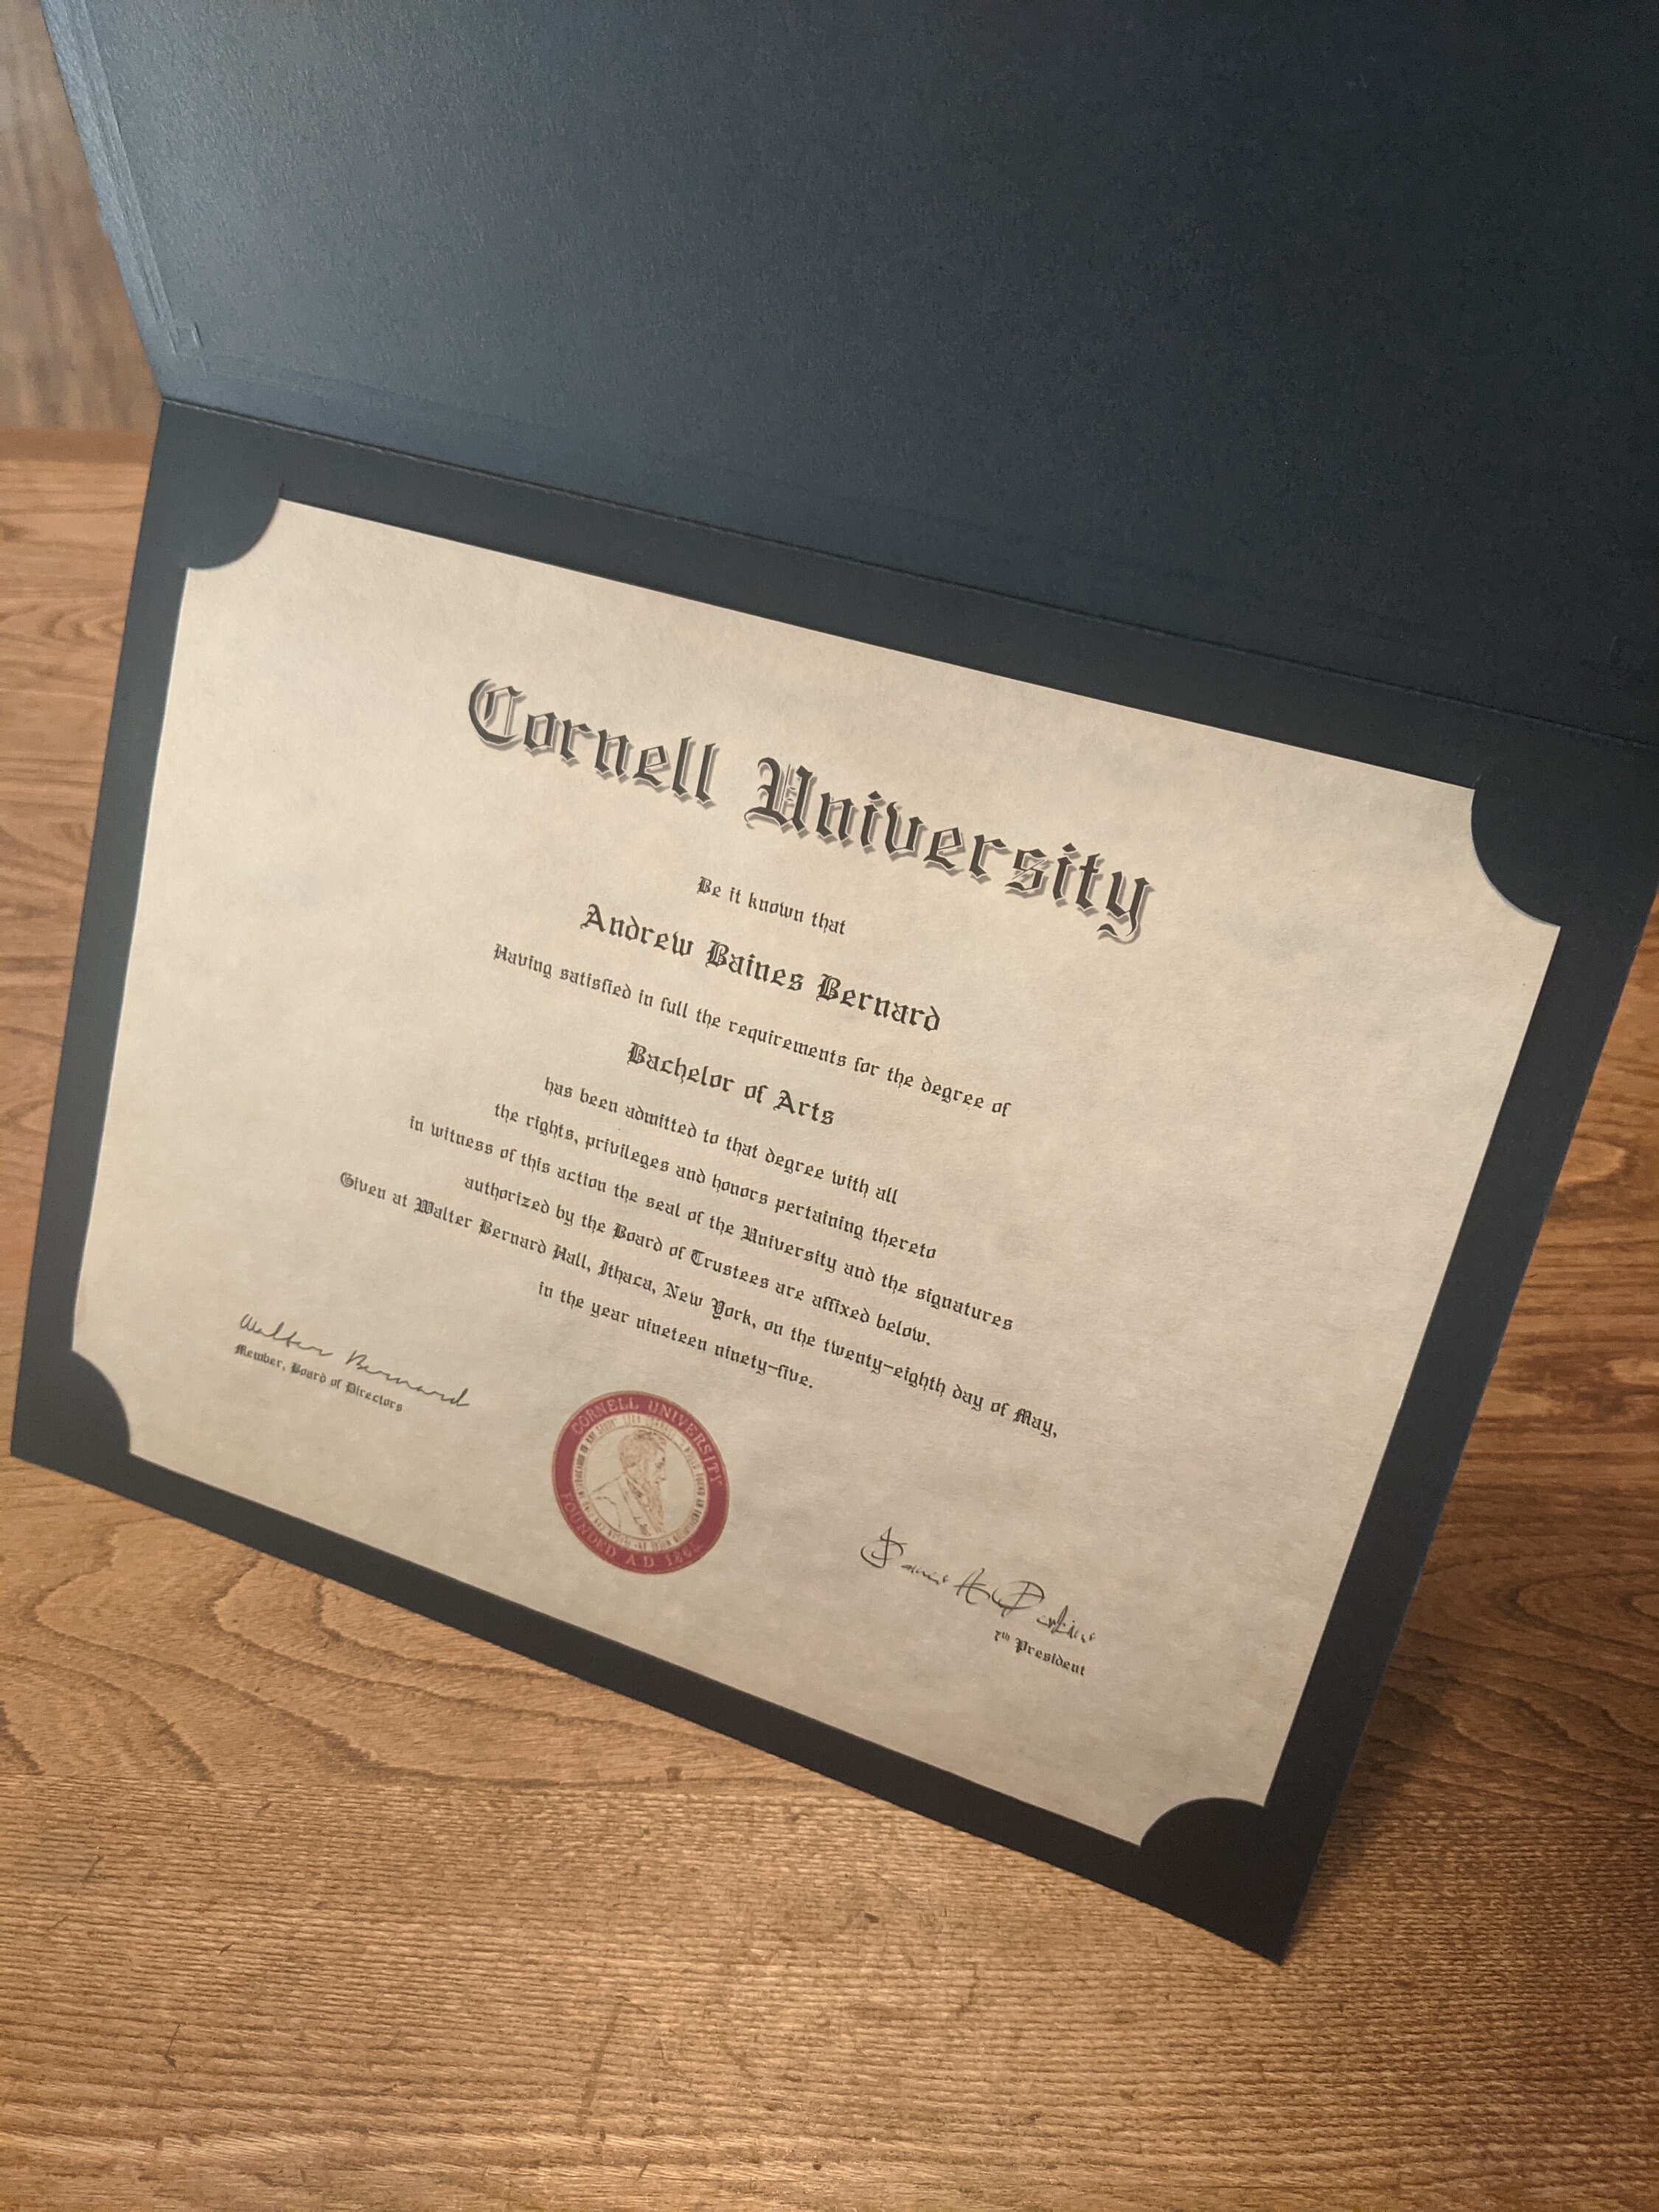 Cornell University
Be it known that
Andrew Baines Bernard
Having satisfied in full the requirements for the degree of
Bachelor of Arts
has been admitted to that degree with all
the rights, privileges and honors pertaining thereto
in witness of this action the seal of the University and the signatures
authorized by the Board of Trustees are affixed below.
Given at Walter Bernard Hall, Ithaca, New York, on the twenty-eighth day of May,
in the year nineteen ninety-five.
Walter Bernard
Member, Board of Directors
CORNELL UNIVERSITY
FOUNDED A D 1865
James A Perkins
7th President